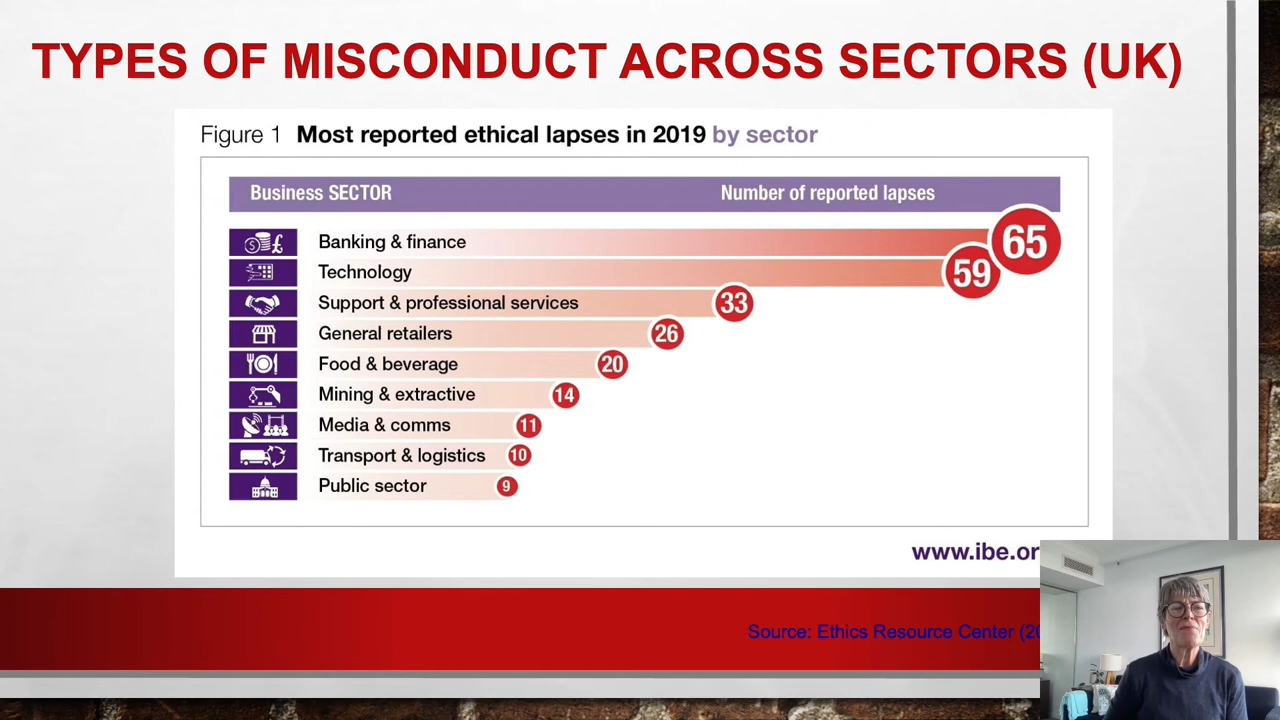 TYPES OF MISCONDUCT ACROSS SECTORS (UK)
Figure 1 Most reported ethical lapses in 2019 by sector
Business SECTOR Number of reported lapses
Banking & finance 65
Technology 59
Support & professional services 33
General retailers 26
Food & beverage 20
Mining & extractive 14
Media & comms 11
Transport & logistics 10
Public sector 9
www.ibe.or
Source: Ethics Resource Center (20